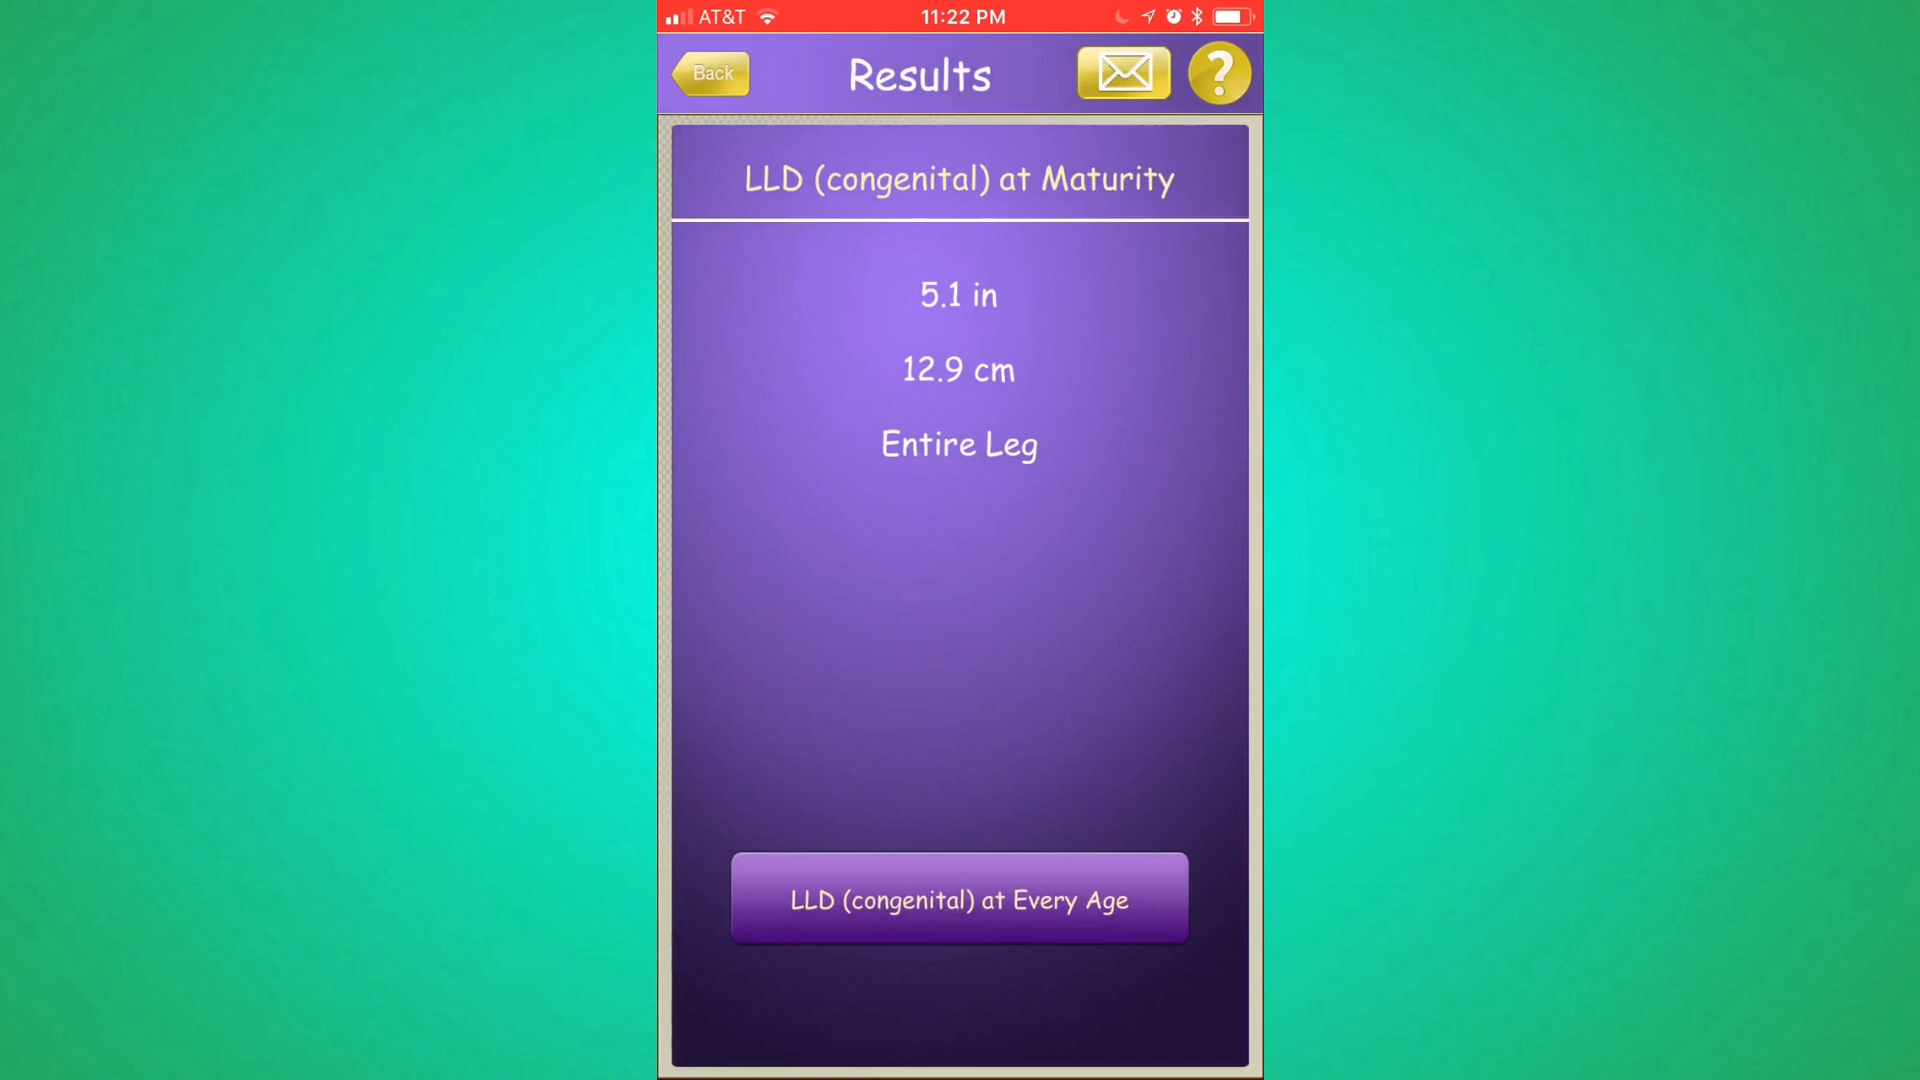 AT&T 11:22 PM
Back Results ?
LLD (congenital) at Maturity
5.1 in
12.9 cm
Entire Leg
LLD (congenital) at Every Age